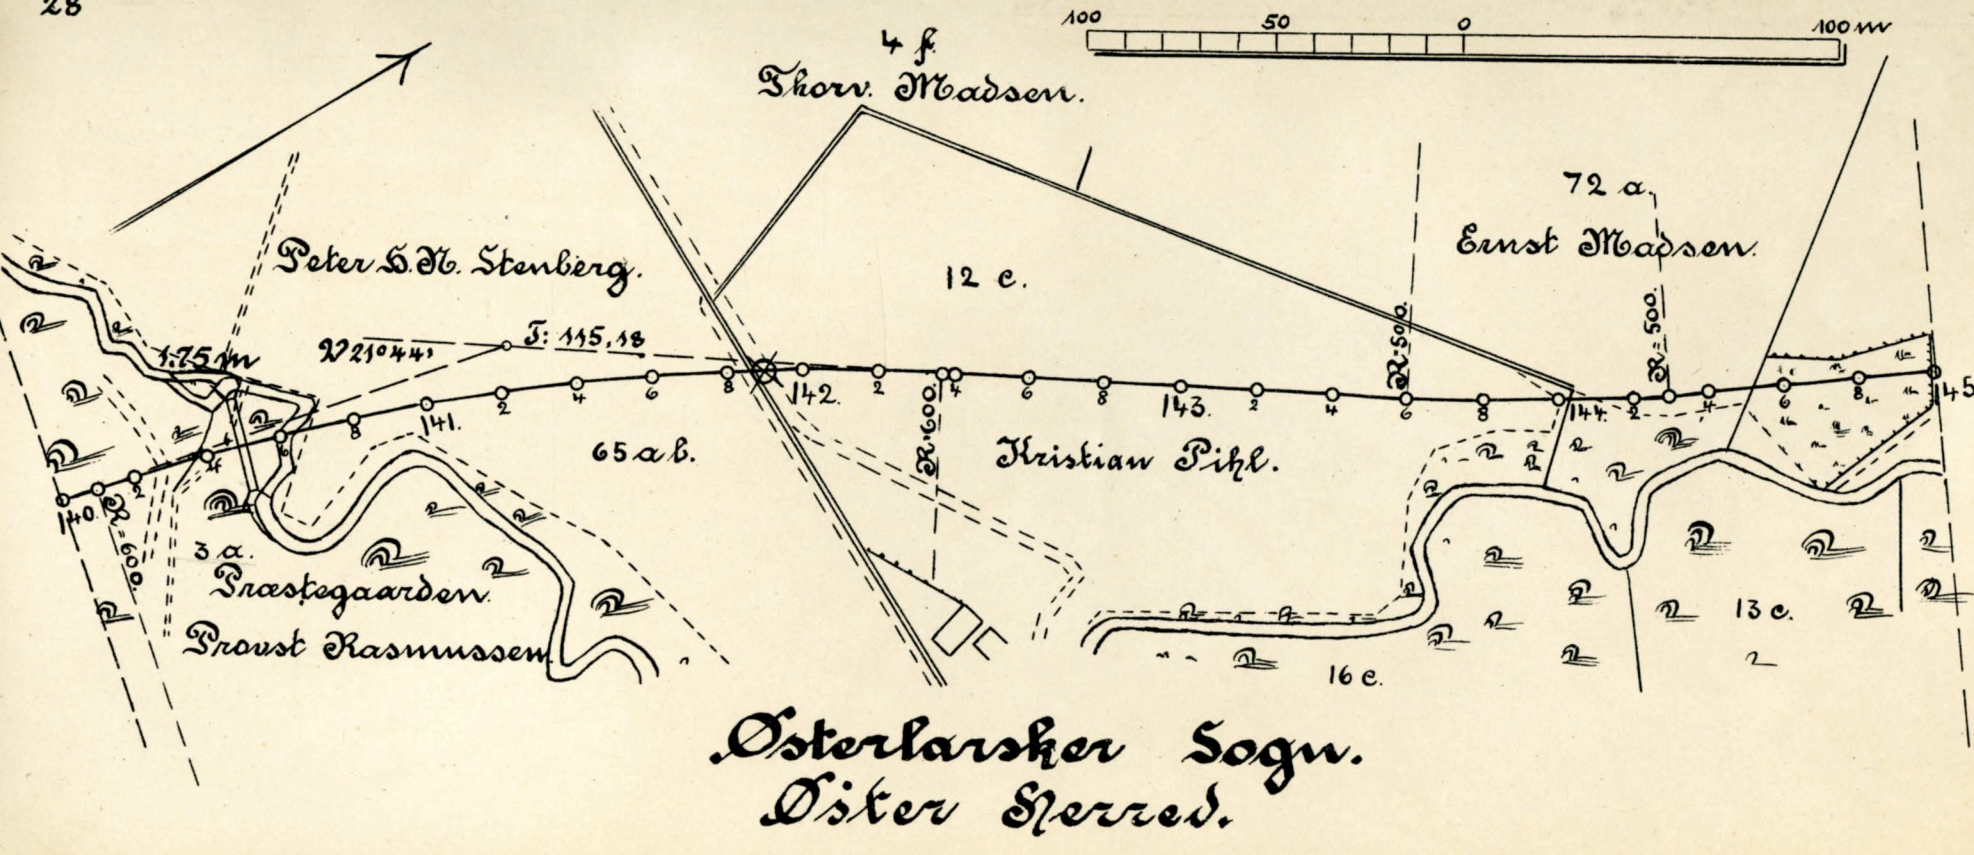 28
100 50 0 100 m
4 f.
Thorv. Madsen.
72 a.
Ernst Madsen.
Peter H. N. Stenberg.
12 c.
1.75 m
V 21°44'
T: 115,18
R=500.
R=500.
140. 2 4 6 8 141. 2 4 6 8 142. 2 4 6 8 143. 2 4 6 8 144. 2 4 6 8 145
R=600.
R=600.
65 a b.
Kristian Pihl.
3 a.
Præstegaarden.
Provst Rasmussen.
13 c.
16 c.
Østerlarsker Sogn.
Øster Herred.